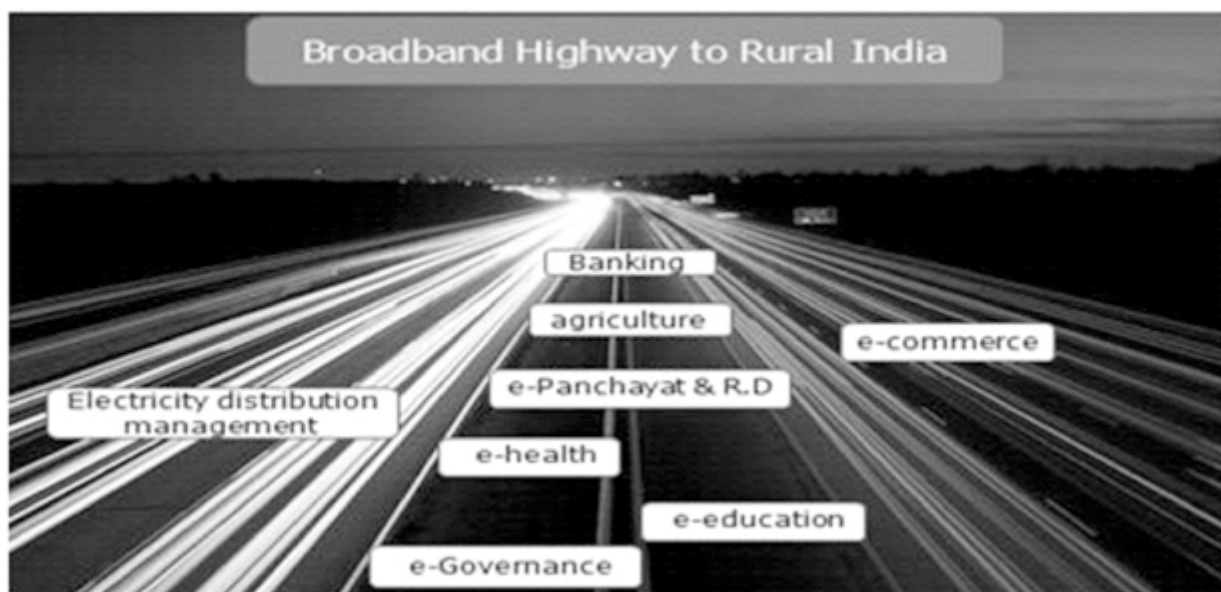 Broadband Highway to Rural India
Banking
agriculture
e-commerce
e-Panchayat & R.D
Electricity distribution
management
e-health
e-education
e-Governance